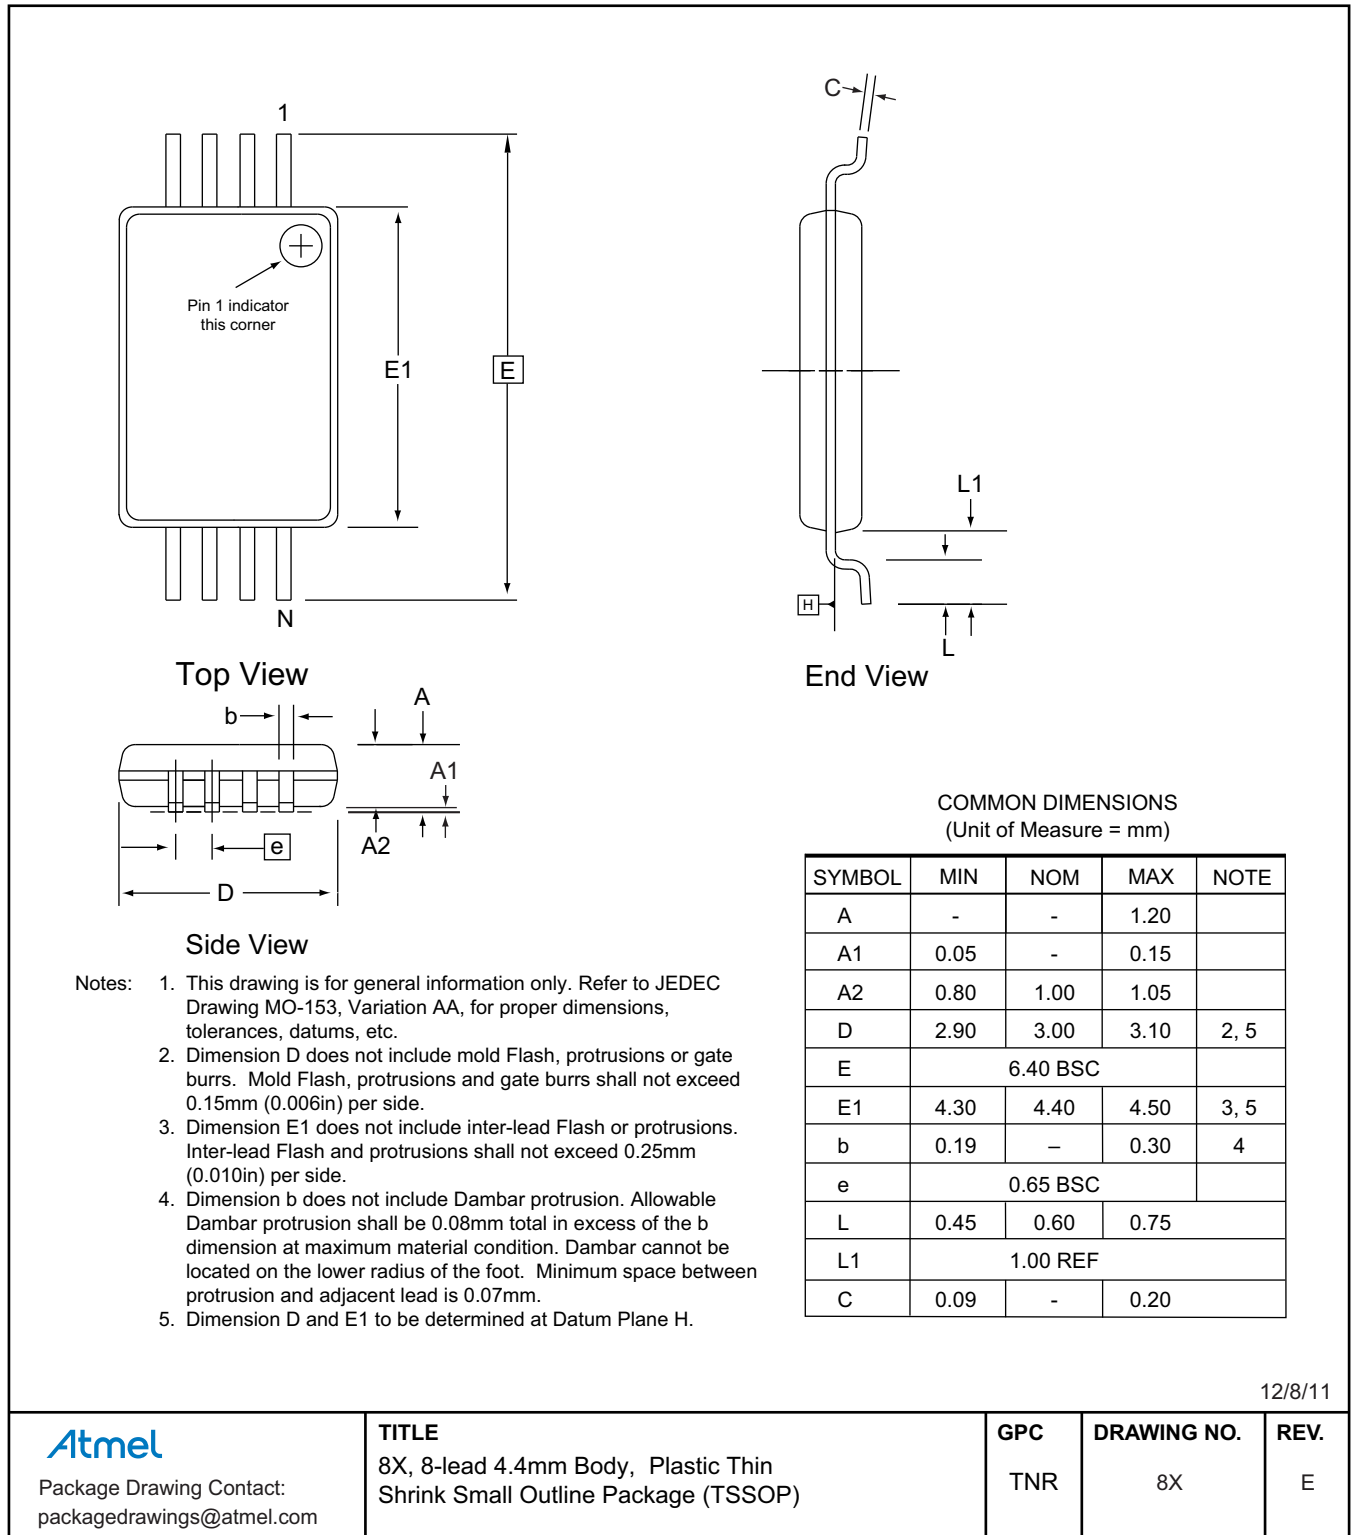 1
C
Pin 1 indicator
this corner
E1
E
L1
H
N
L
Top View
End View
b
A
A1
e
A2
D
Side View
COMMON DIMENSIONS
(Unit of Measure = mm)
SYMBOL MIN NOM MAX NOTE
A - - 1.20
A1 0.05 - 0.15
A2 0.80 1.00 1.05
D 2.90 3.00 3.10 2, 5
E 6.40 BSC
E1 4.30 4.40 4.50 3, 5
b 0.19 – 0.30 4
e 0.65 BSC
L 0.45 0.60 0.75
L1 1.00 REF
C 0.09 - 0.20
Notes: 1. This drawing is for general information only. Refer to JEDEC
Drawing MO-153, Variation AA, for proper dimensions,
tolerances, datums, etc.
2. Dimension D does not include mold Flash, protrusions or gate
burrs. Mold Flash, protrusions and gate burrs shall not exceed
0.15mm (0.006in) per side.
3. Dimension E1 does not include inter-lead Flash or protrusions.
Inter-lead Flash and protrusions shall not exceed 0.25mm
(0.010in) per side.
4. Dimension b does not include Dambar protrusion. Allowable
Dambar protrusion shall be 0.08mm total in excess of the b
dimension at maximum material condition. Dambar cannot be
located on the lower radius of the foot. Minimum space between
protrusion and adjacent lead is 0.07mm.
5. Dimension D and E1 to be determined at Datum Plane H.
12/8/11
Atmel
Package Drawing Contact:
packagedrawings@atmel.com
TITLE
8X, 8-lead 4.4mm Body, Plastic Thin
Shrink Small Outline Package (TSSOP)
GPC
TNR
DRAWING NO.
8X
REV.
E